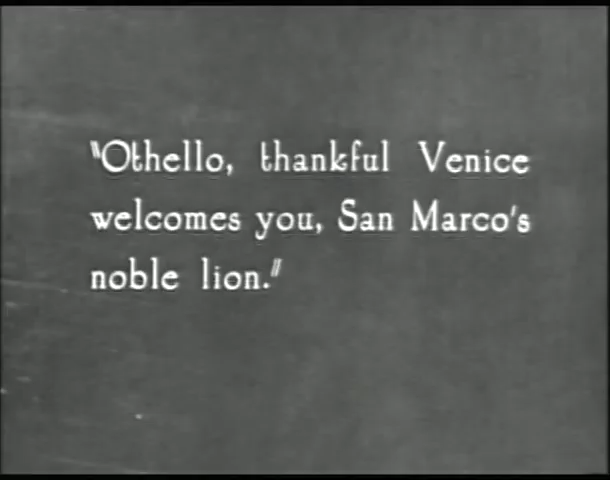 "Othello, thankful Venice
welcomes you, San Marco's
noble lion."